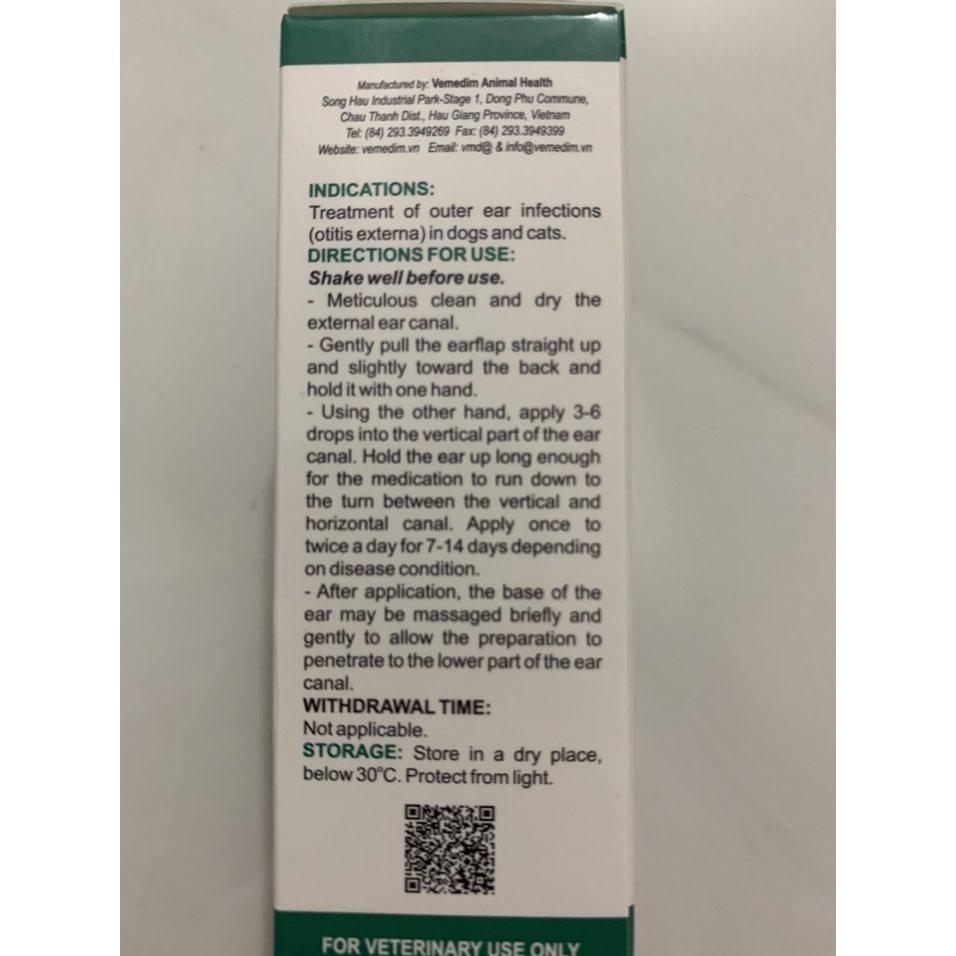 Manufactured by: Vemedim Animal Health
Song Hau Industrial Park-Stage 1, Dong Phu Commune,
Chau Thanh Dist., Hau Giang Province, Vietnam
Tel: (84) 293.3949269 Fax: (84) 293.3949399
Website: vemedim.vn Email: vmd@ & info@vemedim.vn
INDICATIONS:
Treatment of outer ear infections
(otitis externa) in dogs and cats.
DIRECTIONS FOR USE:
Shake well before use.
- Meticulous clean and dry the
external ear canal.
- Gently pull the earflap straight up
and slightly toward the back and
hold it with one hand.
- Using the other hand, apply 3-6
drops into the vertical part of the ear
canal. Hold the ear up long enough
for the medication to run down to
the turn between the vertical and
horizontal canal. Apply once to
twice a day for 7-14 days depending
on disease condition.
- After application, the base of the
ear may be massaged briefly and
gently to allow the preparation to
penetrate to the lower part of the ear
canal.
WITHDRAWAL TIME:
Not applicable.
STORAGE: Store in a dry place,
below 30°C. Protect from light.
FOR VETERINARY USE ONLY